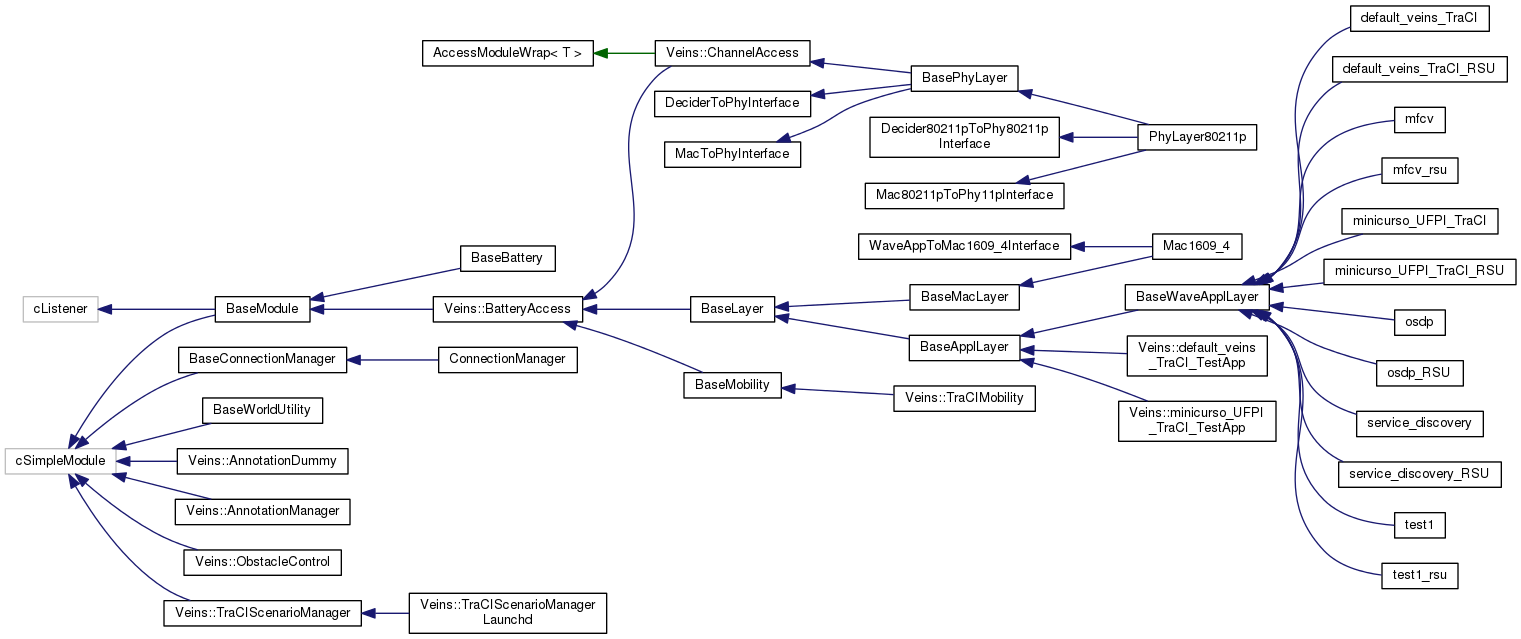 default_veins_TraCI
AccessModuleWrap< T >
Veins::ChannelAccess
default_veins_TraCI_RSU
BasePhyLayer
DeciderToPhyInterface
mfcv
Decider80211pToPhy80211p
Interface
PhyLayer80211p
MacToPhyInterface
mfcv_rsu
Mac80211pToPhy11pInterface
minicurso_UFPI_TraCI
WaveAppToMac1609_4Interface
Mac1609_4
BaseBattery
minicurso_UFPI_TraCI_RSU
cListener
BaseModule
Veins::BatteryAccess
BaseLayer
BaseMacLayer
BaseWaveApplLayer
osdp
BaseApplLayer
Veins::default_veins
_TraCI_TestApp
BaseConnectionManager
ConnectionManager
osdp_RSU
BaseMobility
Veins::TraCIMobility
BaseWorldUtility
Veins::minicurso_UFPI
_TraCI_TestApp
service_discovery
cSimpleModule
Veins::AnnotationDummy
service_discovery_RSU
Veins::AnnotationManager
test1
Veins::ObstacleControl
test1_rsu
Veins::TraCIScenarioManager
Veins::TraCIScenarioManager
Launchd